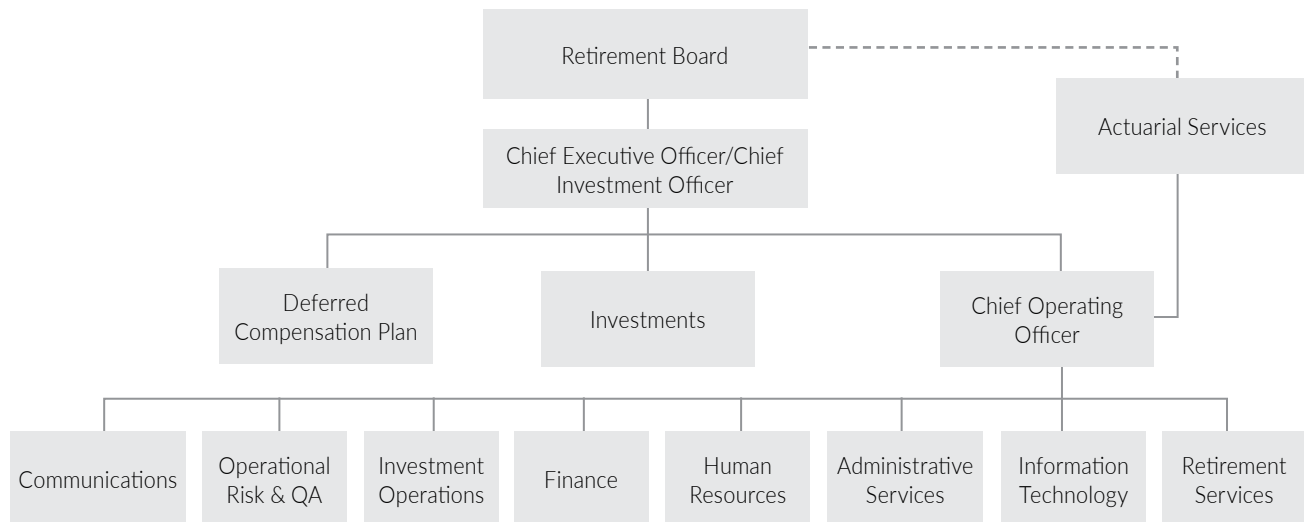 Retirement Board
Actuarial Services
Chief Executive Officer/Chief
Investment Officer
Deferred
Compensation Plan
Investments
Chief Operating
Officer
Communications
Operational
Risk & QA
Investment
Operations
Finance
Human
Resources
Administrative
Services
Information
Technology
Retirement
Services